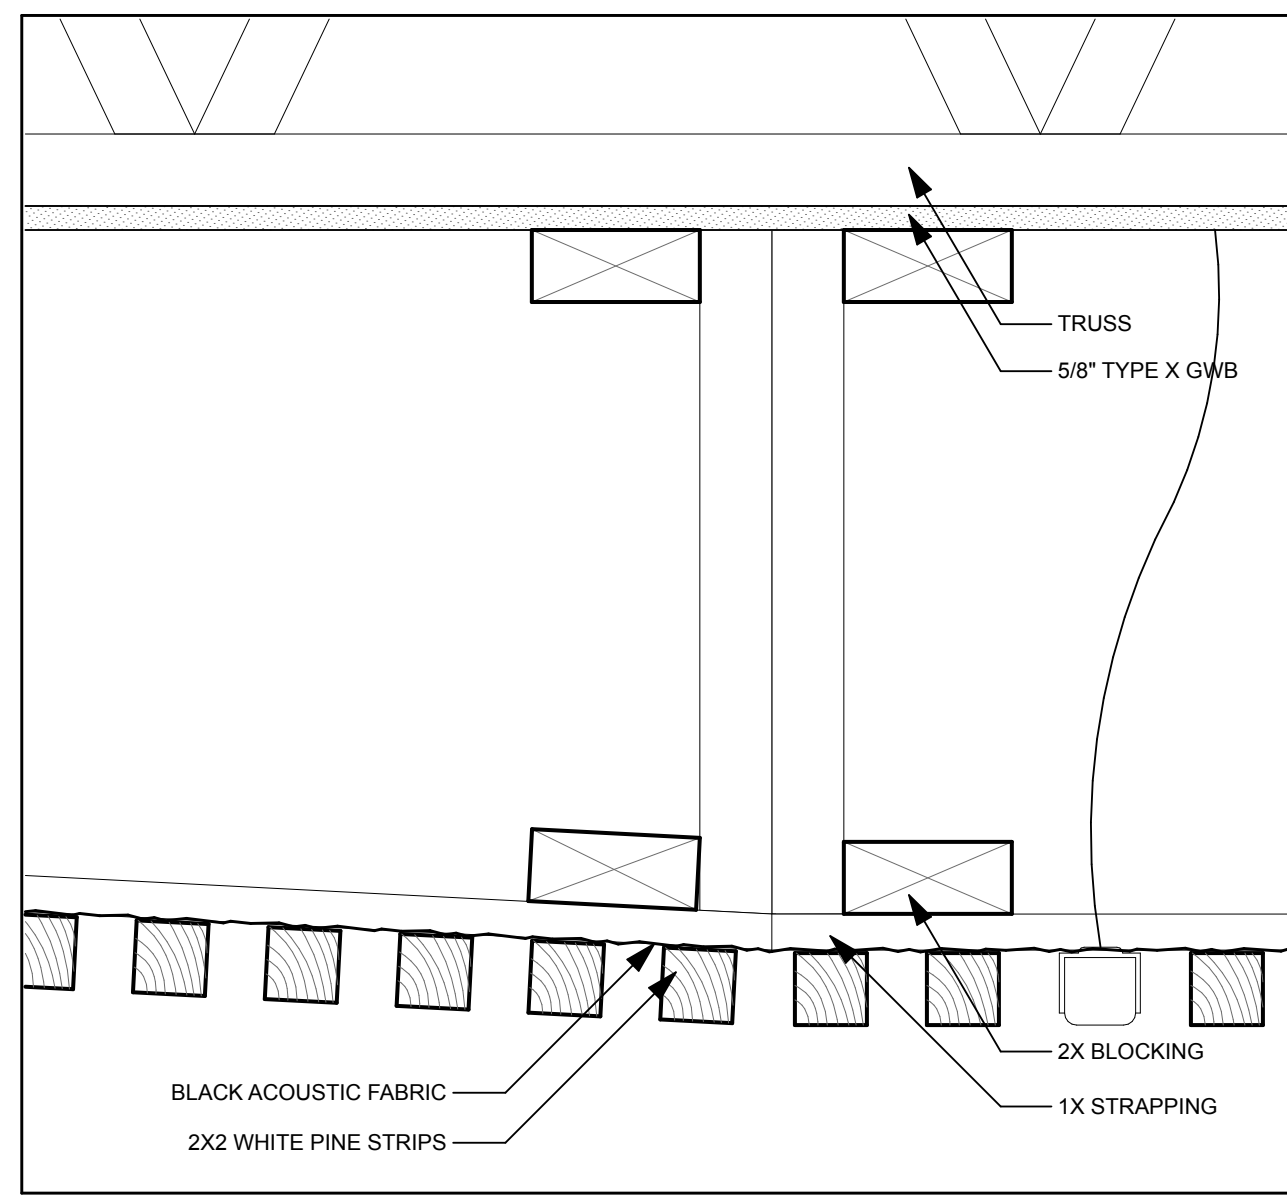 TRUSS
5/8" TYPE X GWB
2X BLOCKING
BLACK ACOUSTIC FABRIC
1X STRAPPING
2X2 WHITE PINE STRIPS